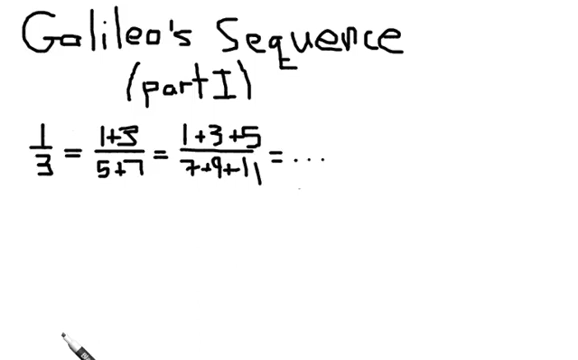 Galileo's Sequence
(part I)
1/3 = (1+3)/(5+7) = (1+3+5)/(7+9+11) = ...